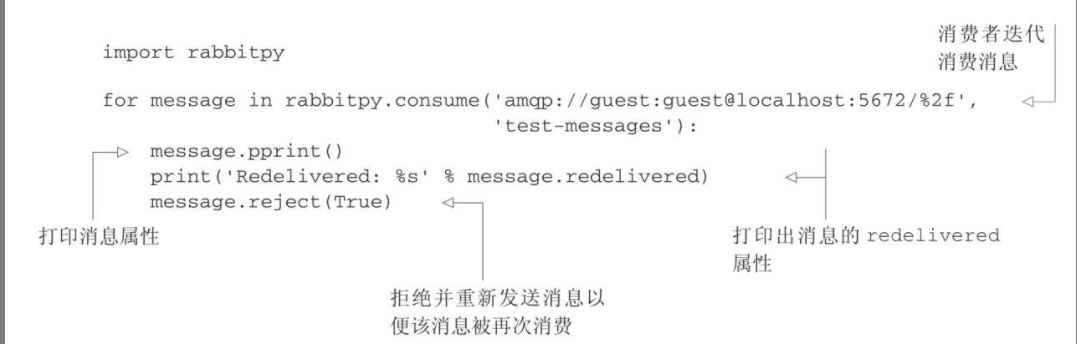 消费者迭代
消费消息
import rabbitpy
for message in rabbitpy.consume('amqp://guest:guest@localhost:5672/%2f',
'test-messages'):
message.pprint()
print('Redelivered: %s' % message.redelivered)
message.reject(True)
打印消息属性
打印出消息的 redelivered
属性
拒绝并重新发送消息以
便该消息被再次消费